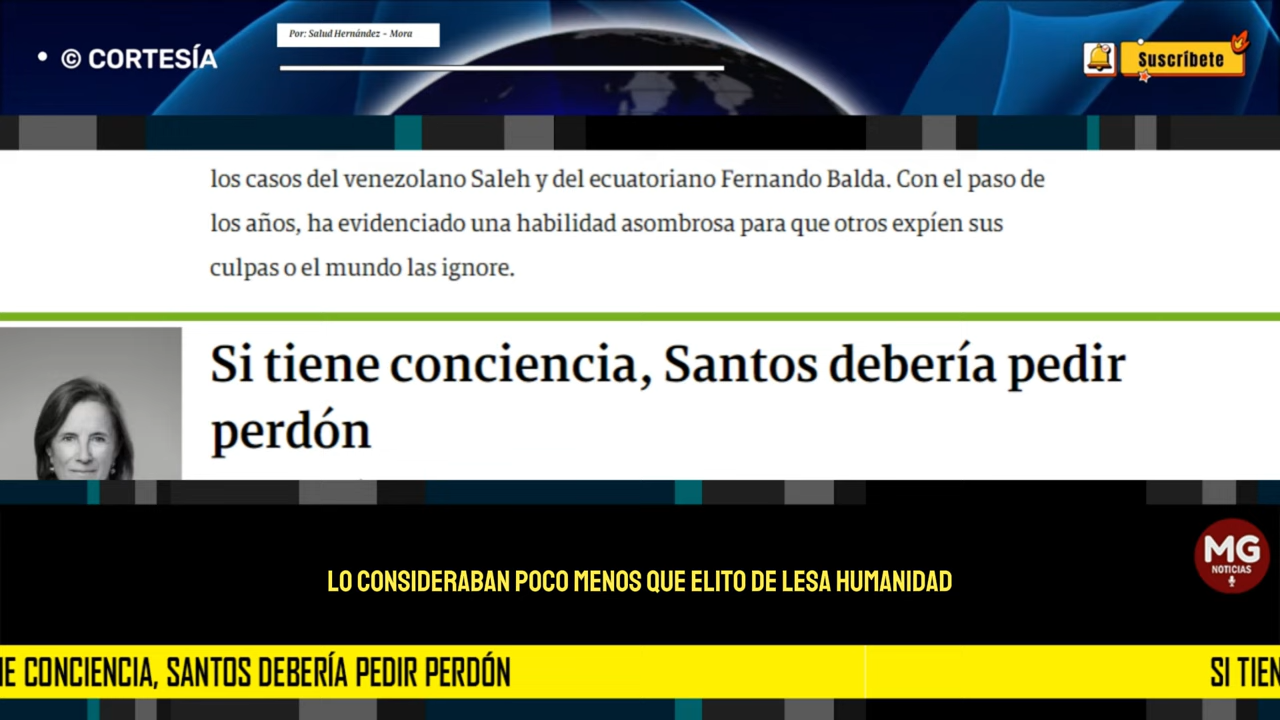 Por: Salud Hernández - Mora
• © CORTESÍA
Suscríbete
los casos del venezolano Saleh y del ecuatoriano Fernando Balda. Con el paso de
los años, ha evidenciado una habilidad asombrosa para que otros expíen sus
culpas o el mundo las ignore.
Si tiene conciencia, Santos debería pedir
perdón
LO CONSIDERABAN POCO MENOS QUE ELITO DE LESA HUMANIDAD
MG
NOTICIAS
NE CONCIENCIA, SANTOS DEBERÍA PEDIR PERDÓN
SI TIEN